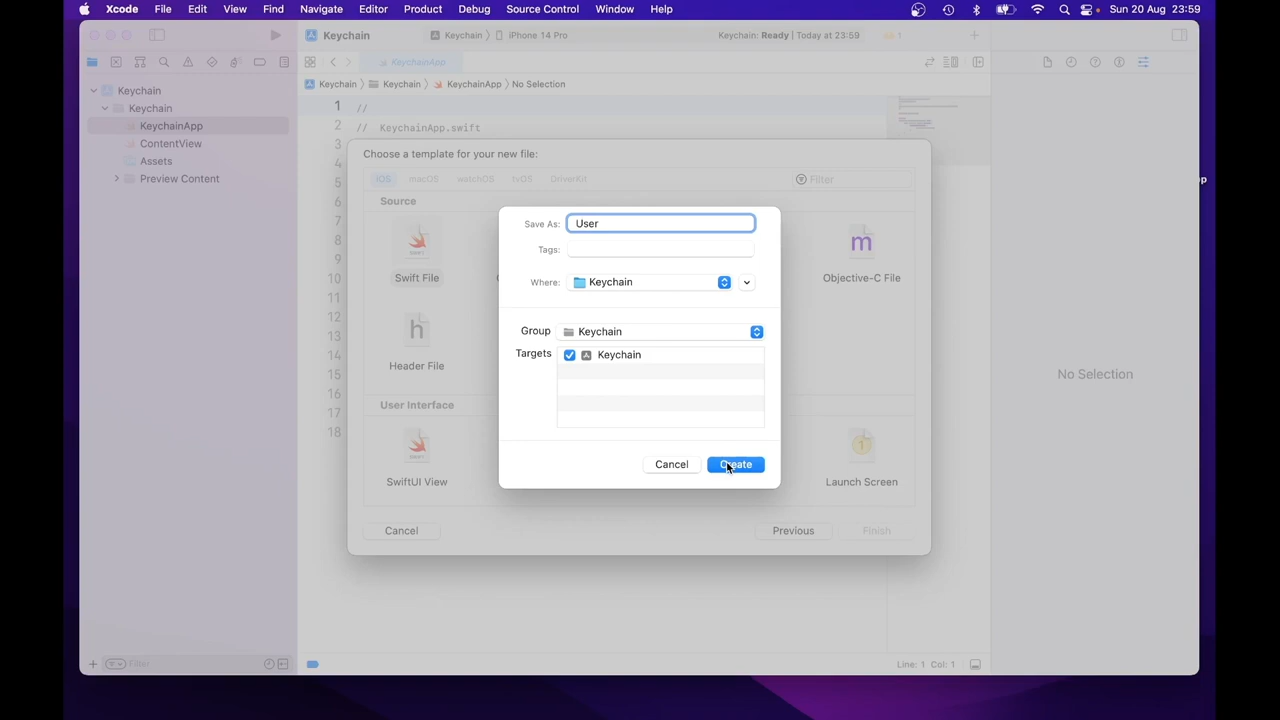 Xcode File Edit View Find Navigate Editor Product Debug Source Control Window Help Sun 20 Aug 23:59
Keychain
Keychain
iPhone 14 Pro
Keychain: Ready | Today at 23:59
1
KeychainApp
Keychain
Keychain
Keychain
KeychainApp
No Selection
Keychain
KeychainApp
ContentView
Assets
Preview Content
1 //
2 // KeychainApp.swift
3
4
5
6
7
8
9
10
11
12
13
14
15
16
17
18
Choose a template for your new file:
iOS macOS watchOS tvOS DriverKit
Filter
Source
Swift File
Objective-C File
Header File
User Interface
SwiftUI View
Launch Screen
Cancel
Previous
Finish
Save As: User
Tags:
Where: Keychain
Group Keychain
Targets Keychain
Cancel
Create
No Selection
Filter
Line: 1 Col: 1